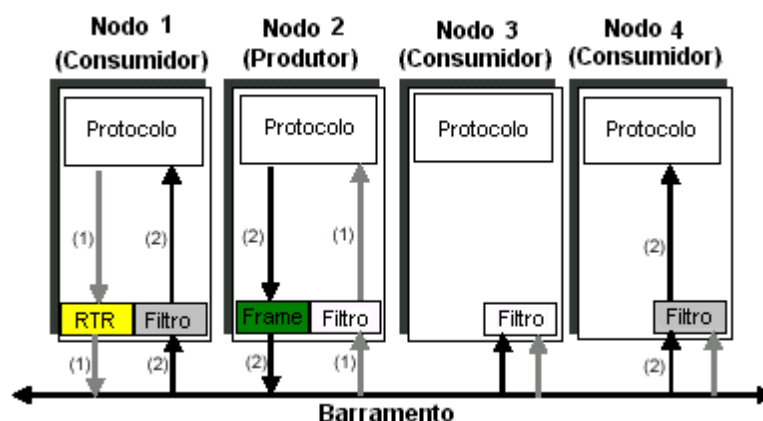 Nodo 1
(Consumidor)
Nodo 2
(Produtor)
Nodo 3
(Consumidor)
Nodo 4
(Consumidor)
Protocolo
Protocolo
Protocolo
Protocolo
(1)
(2)
(2)
(1)
(2)
RTR
Filtro
Frame
Filtro
Filtro
Filtro
(1)
(2)
(2)
(1)
(2)
Barramento